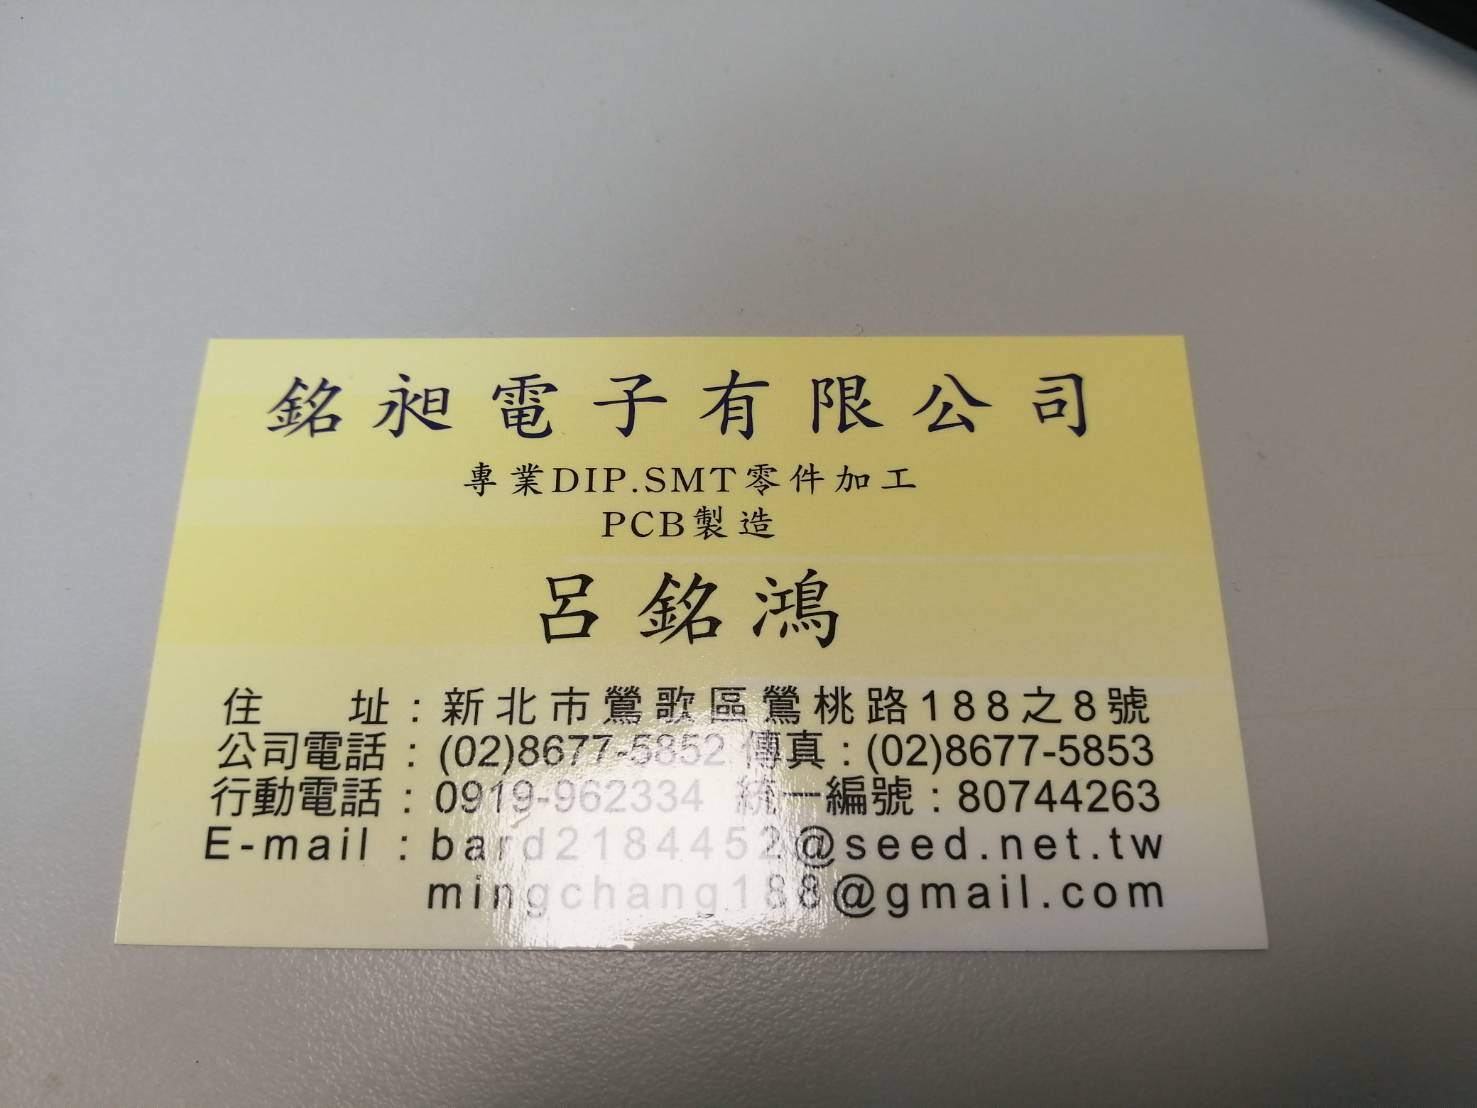 銘昶電子有限公司
專業DIP.SMT零件加工
PCB製造
呂銘鴻
住 址：新北市鶯歌區鶯桃路188之8號
公司電話：(02)8677-5852 傳真：(02)8677-5853
行動電話：0919-962334 統一編號：80744263
E-mail：bard2184452@seed.net.tw
mingchang188@gmail.com